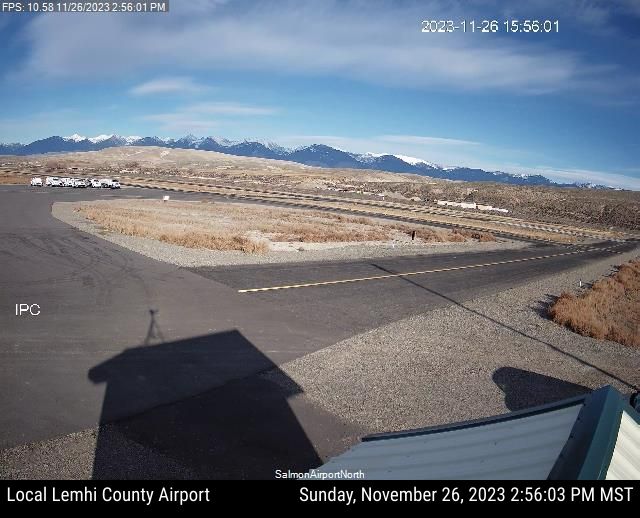 FPS: 10.58 11/26/2023 2:56:01 PM
2023-11-26 15:56:01
IPC
SalmonAirportNorth
Local Lemhi County Airport Sunday, November 26, 2023 2:56:03 PM MST